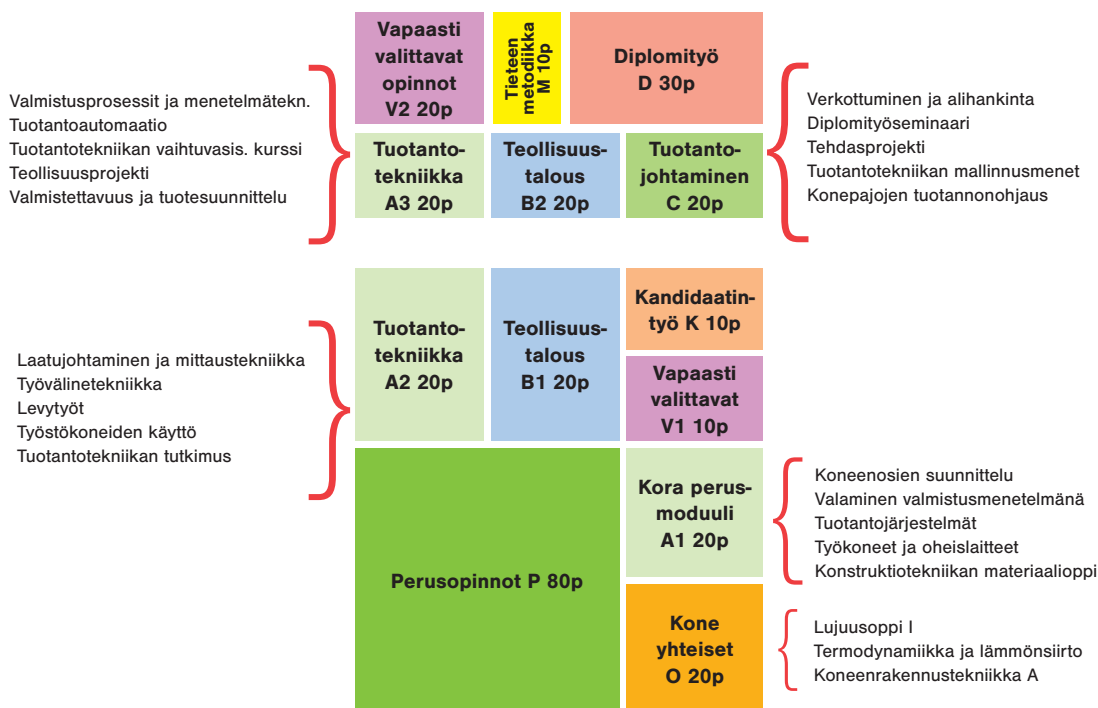 Vapaasti
valittavat
opinnot
V2 20p
Tieteen
metodiikka
M 10p
Diplomityö
D 30p
Valmistusprosessit ja menetelmätekn.
Tuotantoautomaatio
Tuotantotekniikan vaihtuvasis. kurssi
Teollisuusprojekti
Valmistettavuus ja tuotesuunnittelu
Tuotanto-
tekniikka
A3 20p
Teollisuus-
talous
B2 20p
Tuotanto-
johtaminen
C 20p
Verkottuminen ja alihankinta
Diplomityöseminaari
Tehdasprojekti
Tuotantotekniikan mallinnusmenet
Konepajojen tuotannonohjaus
Laatujohtaminen ja mittaustekniikka
Työvälinetekniikka
Levytyöt
Työstökoneiden käyttö
Tuotantotekniikan tutkimus
Tuotanto-
tekniikka
A2 20p
Teollisuus-
talous
B1 20p
Kandidaatin-
työ K 10p
Vapaasti
valittavat
V1 10p
Perusopinnot P 80p
Kora perus-
moduuli
A1 20p
Koneenosien suunnittelu
Valaminen valmistusmenetelmänä
Tuotantojärjestelmät
Työkoneet ja oheislaitteet
Konstruktiotekniikan materiaalioppi
Kone
yhteiset
O 20p
Lujuusoppi I
Termodynamiikka ja lämmönsiirto
Koneenrakennustekniikka A